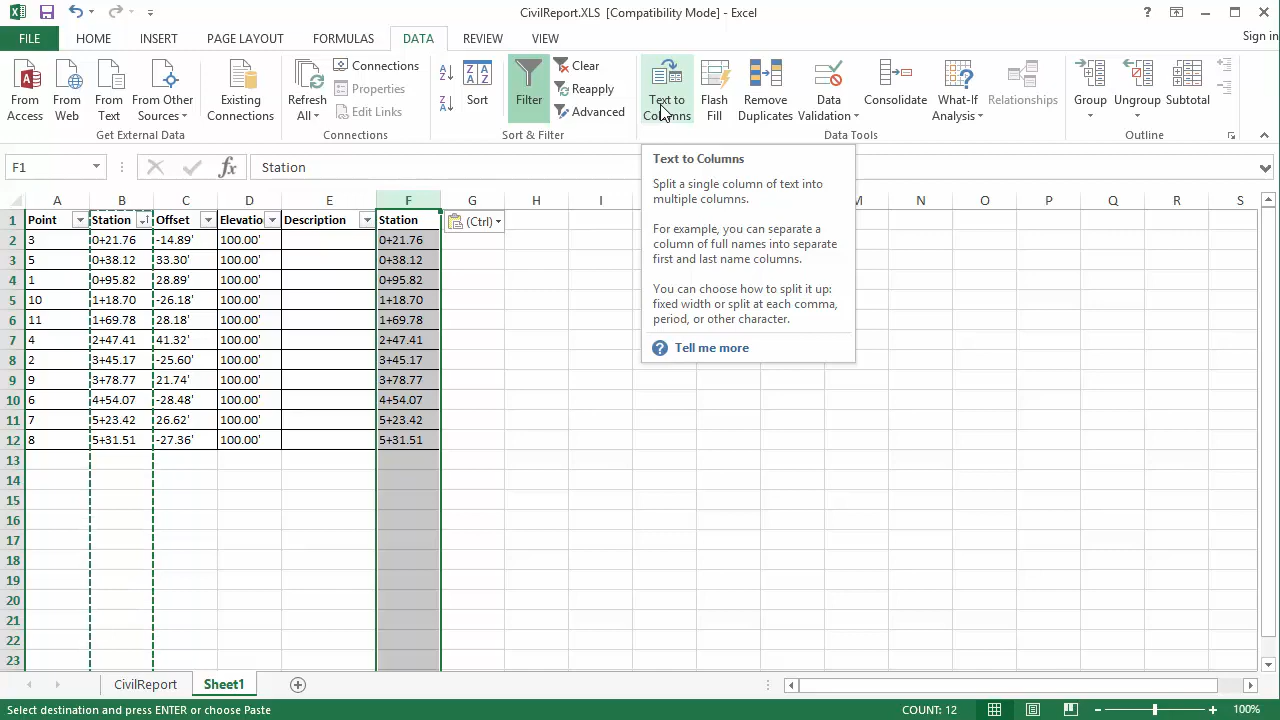 CivilReport.XLS [Compatibility Mode] - Excel
FILE HOME INSERT PAGE LAYOUT FORMULAS DATA REVIEW VIEW Sign in
From Access
From Web
From Text
From Other Sources
Existing Connections
Get External Data
Refresh All
Connections
Properties
Edit Links
Connections
Sort
Filter
Clear
Reapply
Advanced
Sort & Filter
Text to Columns
Flash Fill
Remove Duplicates
Data Validation
Consolidate
What-If Analysis
Relationships
Data Tools
Group
Ungroup
Subtotal
Outline
F1 fx Station
Text to Columns
Split a single column of text into
multiple columns.
For example, you can separate a
column of full names into separate
first and last name columns.
You can choose how to split it up:
fixed width or split at each comma,
period, or other character.
Tell me more
A B C D E F G H I M N O P Q R S
1 Point Station Offset Elevatio Description Station (Ctrl)
2 3 0+21.76 -14.89' 100.00' 0+21.76
3 5 0+38.12 33.30' 100.00' 0+38.12
4 1 0+95.82 28.89' 100.00' 0+95.82
5 10 1+18.70 -26.18' 100.00' 1+18.70
6 11 1+69.78 28.18' 100.00' 1+69.78
7 4 2+47.41 41.32' 100.00' 2+47.41
8 2 3+45.17 -25.60' 100.00' 3+45.17
9 9 3+78.77 21.74' 100.00' 3+78.77
10 6 4+54.07 -28.48' 100.00' 4+54.07
11 7 5+23.42 26.62' 100.00' 5+23.42
12 8 5+31.51 -27.36' 100.00' 5+31.51
13
14
15
16
17
18
19
20
21
22
23
CivilReport Sheet1
Select destination and press ENTER or choose Paste COUNT: 12 100%